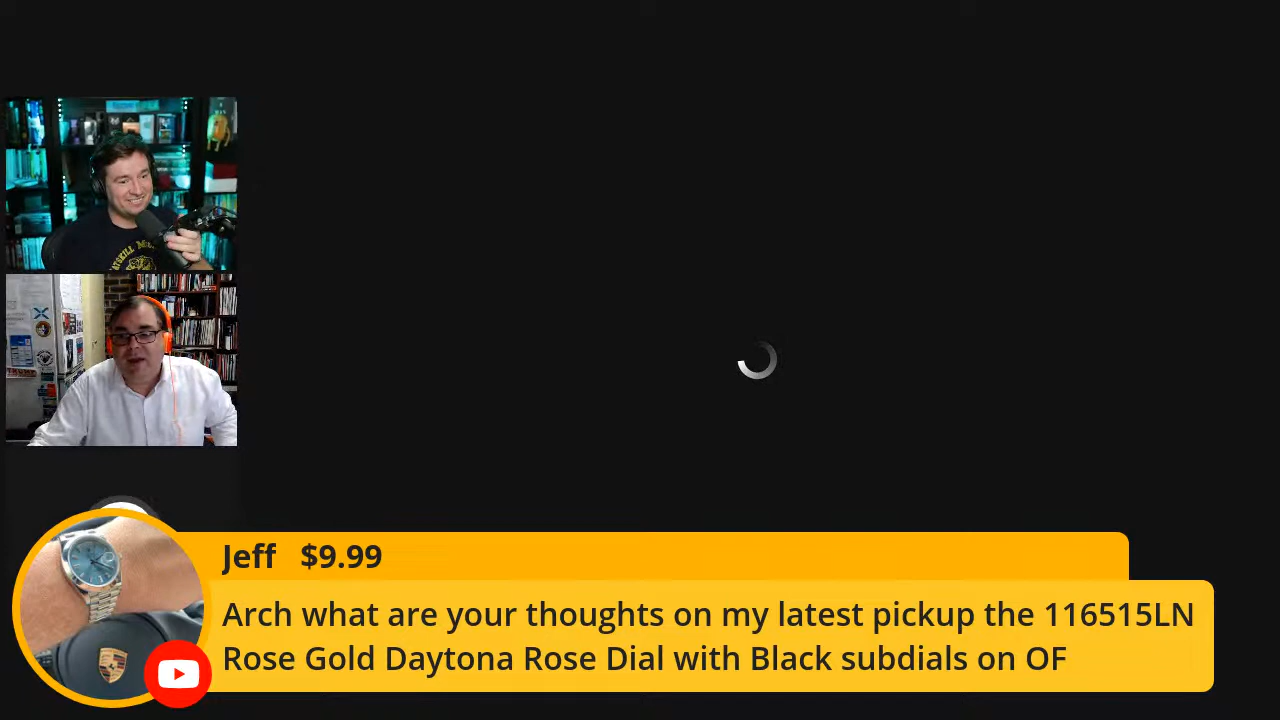 Jeff $9.99
Arch what are your thoughts on my latest pickup the 116515LN
Rose Gold Daytona Rose Dial with Black subdials on OF